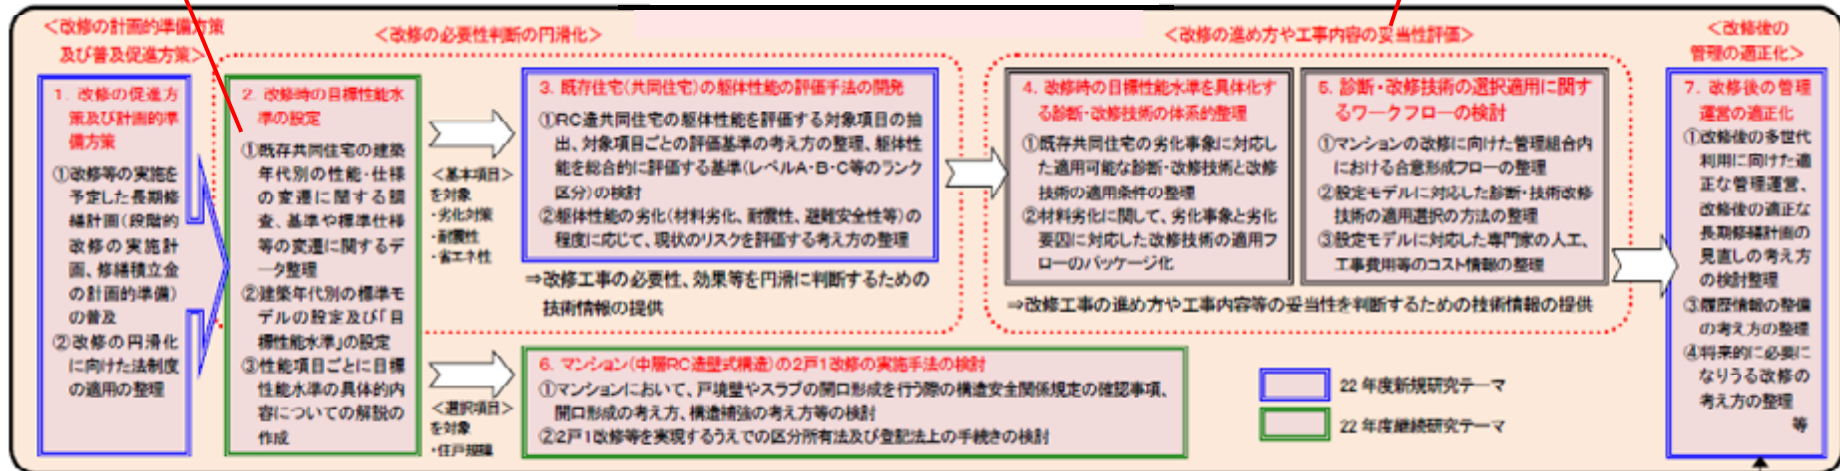 <改修の計画的準備方策
及び普及促進方策>
1. 改修の促進方
策及び計画的準
備方策
①改修等の実施を
予定した長期修
繕計画(段階的
改修の実施計
画、修繕積立金
の計画的準備)
の普及
②改修の円滑化
に向けた法制度
の適用の整理
<改修の必要性判断の円滑化>
2. 改修時の目標性能水
準の設定
①既存共同住宅の建築
年代別の性能・仕様
の変遷に関する調
査、基準や標準仕様
等の変遷に関するデ
ータ整理
②建築年代別の標準モ
デルの設定及び「目
標性能水準」の設定
③性能項目ごとに目標
性能水準の具体的内
容についての解説の
作成
<基本項目>
を対象
・劣化対策
・耐震性
・省エネ性
<選択項目>
を対象
・住戸規模
3. 既存住宅(共同住宅)の躯体性能の評価手法の開発
①RC造共同住宅の躯体性能を評価する対象項目の抽
出、対象項目ごとの評価基準の考え方の整理、躯体性
能を総合的に評価する基準(レベルA・B・C等のランク
区分)の検討
②躯体性能の劣化(材料劣化、耐震性、避難安全性等)の
程度に応じて、現状のリスクを評価する考え方の整理
⇒改修工事の必要性、効果等を円滑に判断するための
技術情報の提供
6. マンション(中層RC造壁式構造)の2戸1改修の実施手法の検討
①マンションにおいて、戸境壁やスラブの開口形成を行う際の構造安全関係規定の確認事項、
開口形成の考え方、構造補強の考え方等の検討
②2戸1改修等を実現するうえでの区分所有法及び登記法上の手続きの検討
<改修の進め方や工事内容の妥当性評価>
4. 改修時の目標性能水準を具体化す
る診断・改修技術の体系的整理
①既存共同住宅の劣化事象に対応し
た適用可能な診断・改修技術と改修
技術の適用条件の整理
②材料劣化に関して、劣化事象と劣化
要因に対応した改修技術の適用フ
ローのパッケージ化
5. 診断・改修技術の選択適用に関す
るワークフローの検討
①マンションの改修に向けた管理組合内
における合意形成フローの整理
②設定モデルに対応した診断・技術改修
技術の適用選択の方法の整理
③設定モデルに対応した専門家の人工、
工事費用等のコスト情報の整理
⇒改修工事の進め方や工事内容等の妥当性を判断するための技術情報の提供
22 年度新規研究テーマ
22 年度継続研究テーマ
<改修後の
管理の適正化>
7. 改修後の管理
運営の適正化
①改修後の多世代
利用に向けた適
正な管理運営、
改修後の適正な
長期修繕計画の
見直しの考え方
の検討整理
③履歴情報の整備
の考え方の整理
④将来的に必要に
なりうる改修の
考え方の整理
等